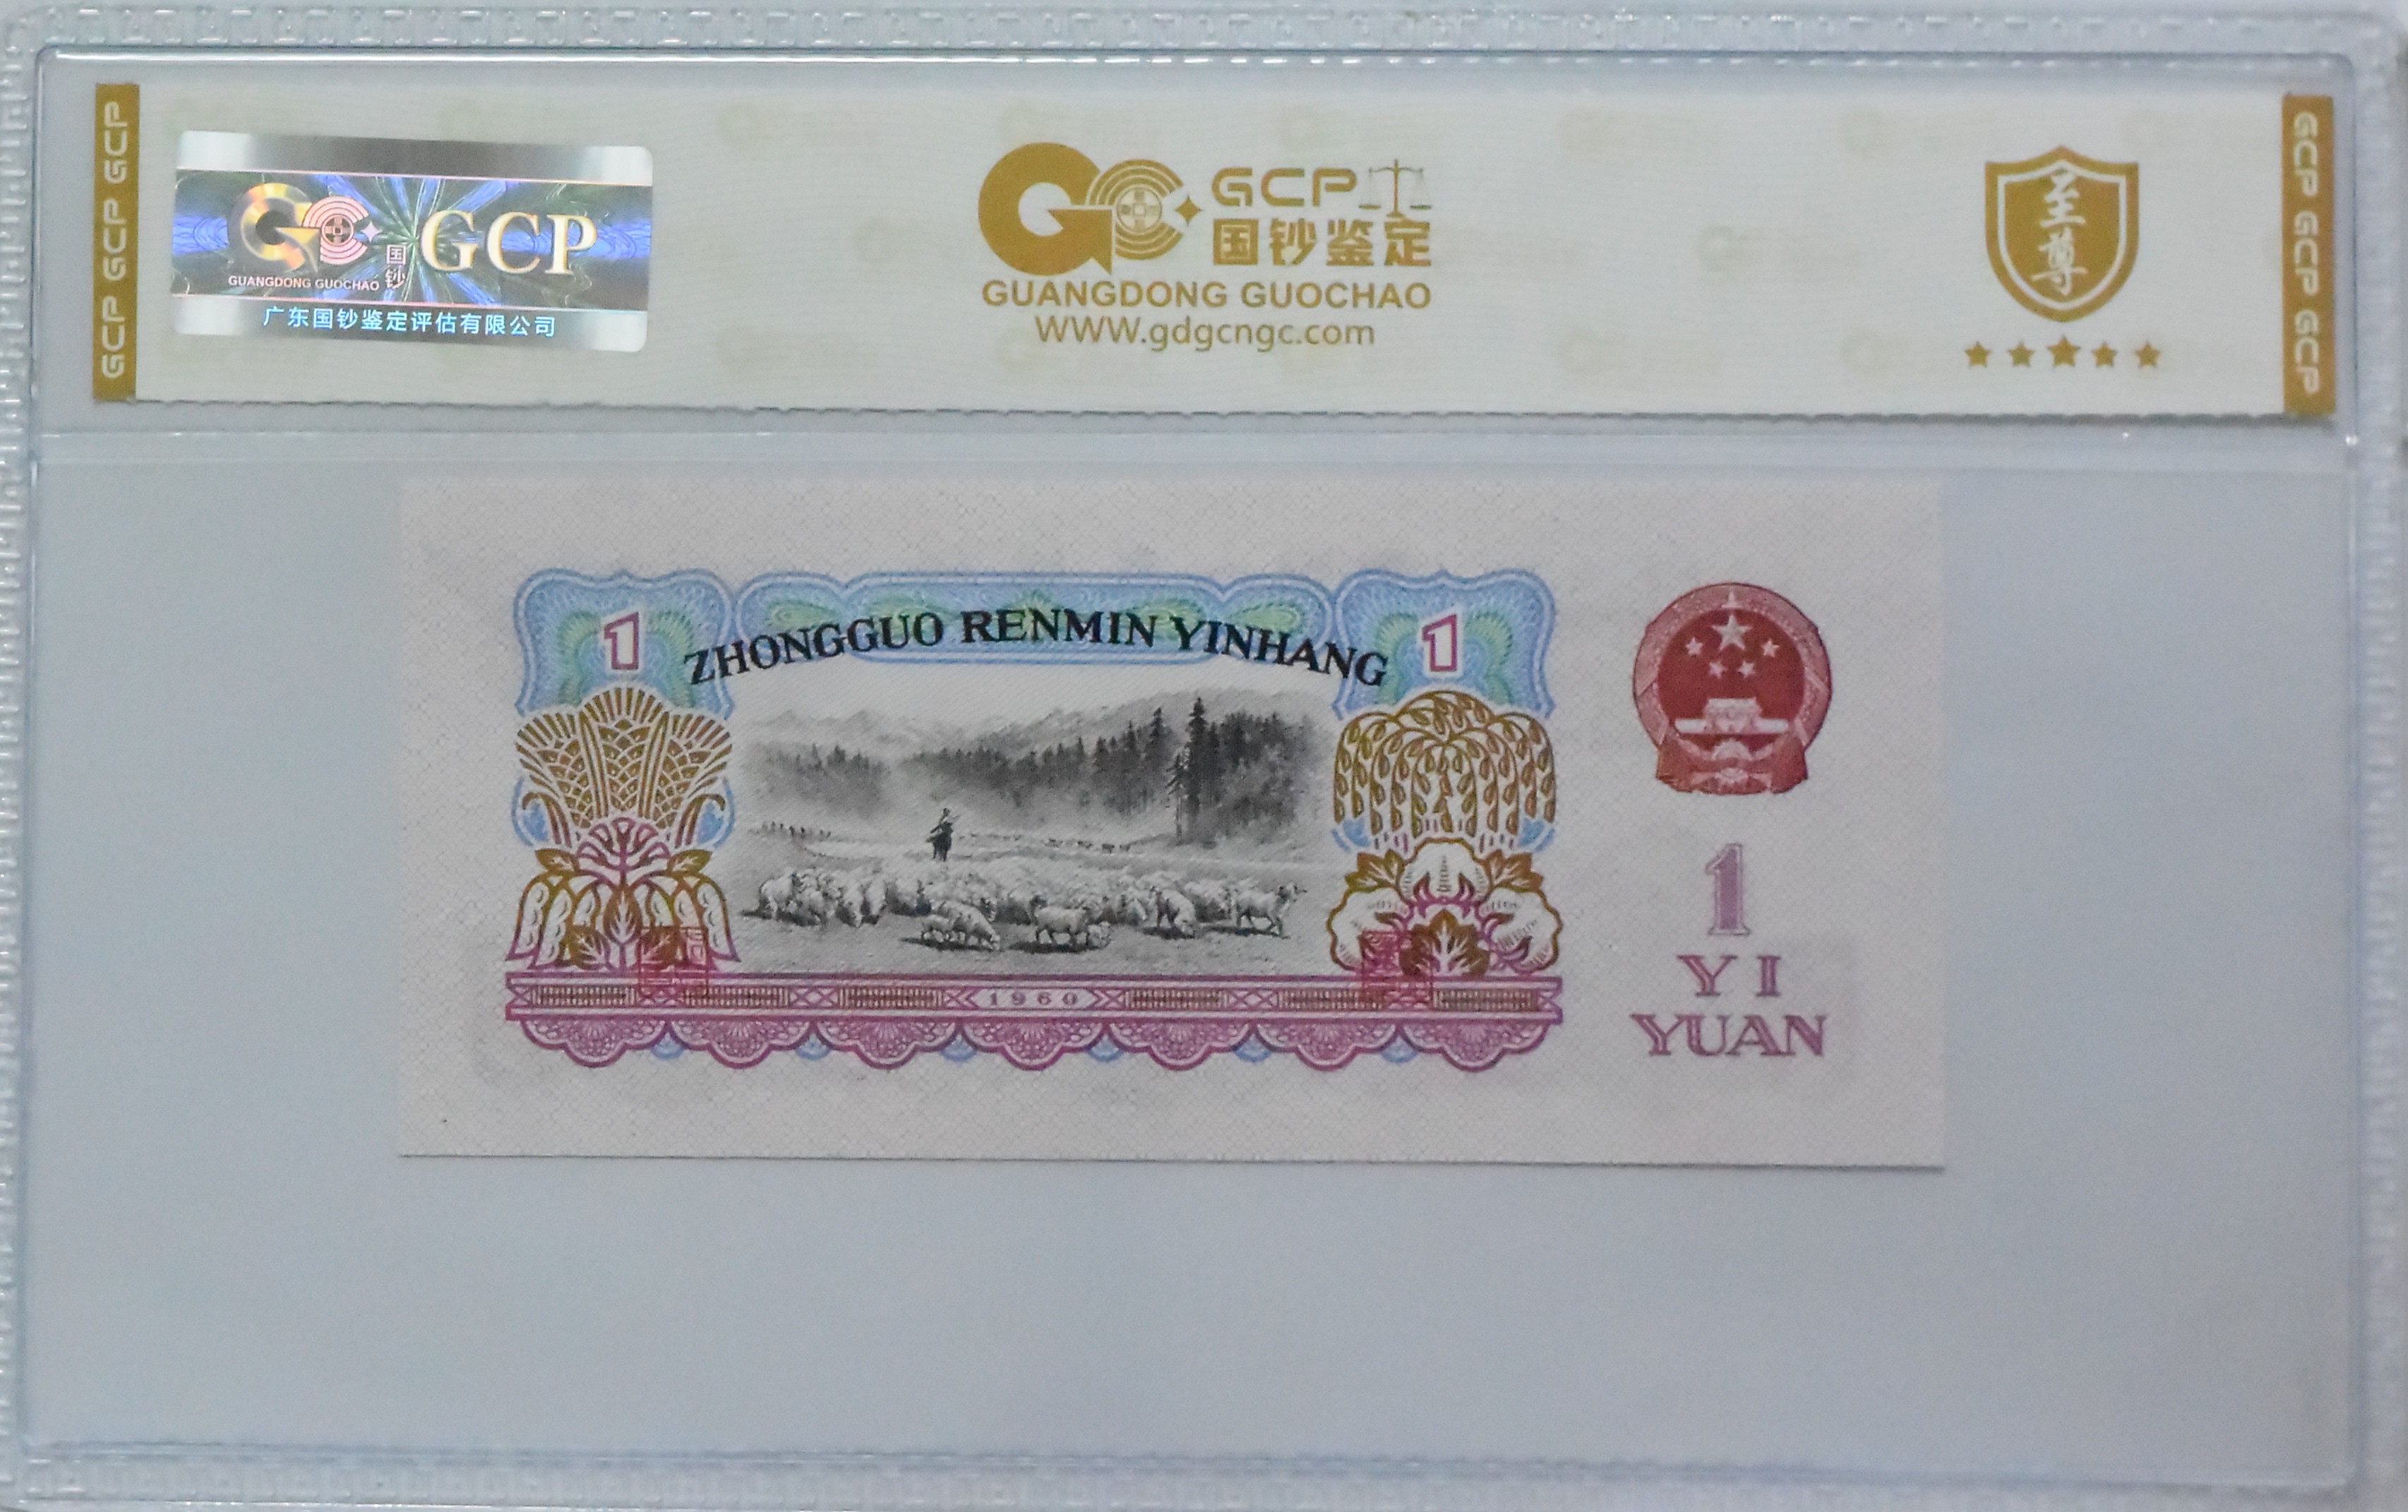 GCP GCP GCP
GUANGDONG GUOCHAO
国钞
GCP
广东国钞鉴定评估有限公司
GCP
国钞鉴定
GUANGDONG GUOCHAO
WWW.gdgcngc.com
至尊
GCP GCP GCP
1
ZHONGGUO RENMIN YINHANG
1
1960
1
YI
YUAN